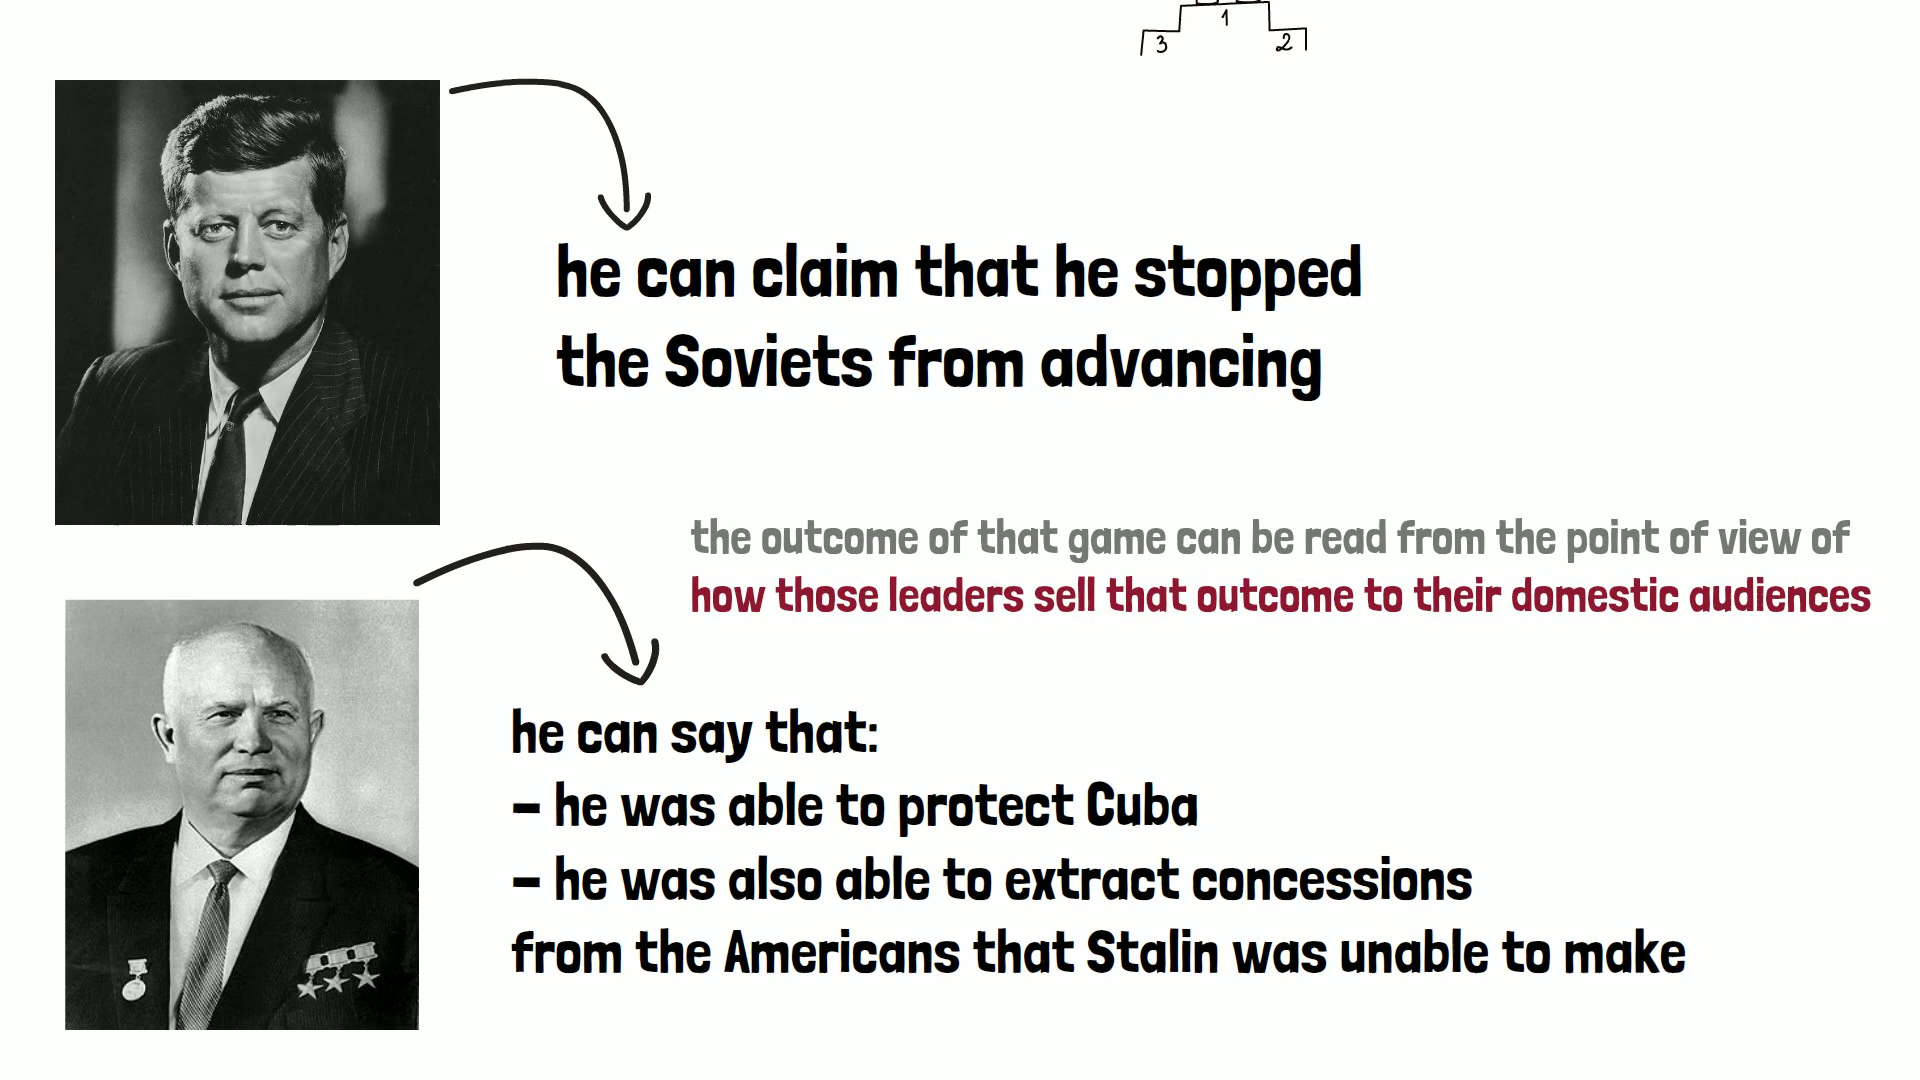 1
3
2
he can claim that he stopped
the Soviets from advancing
the outcome of that game can be read from the point of view of
how those leaders sell that outcome to their domestic audiences
he can say that:
– he was able to protect Cuba
– he was also able to extract concessions
from the Americans that Stalin was unable to make